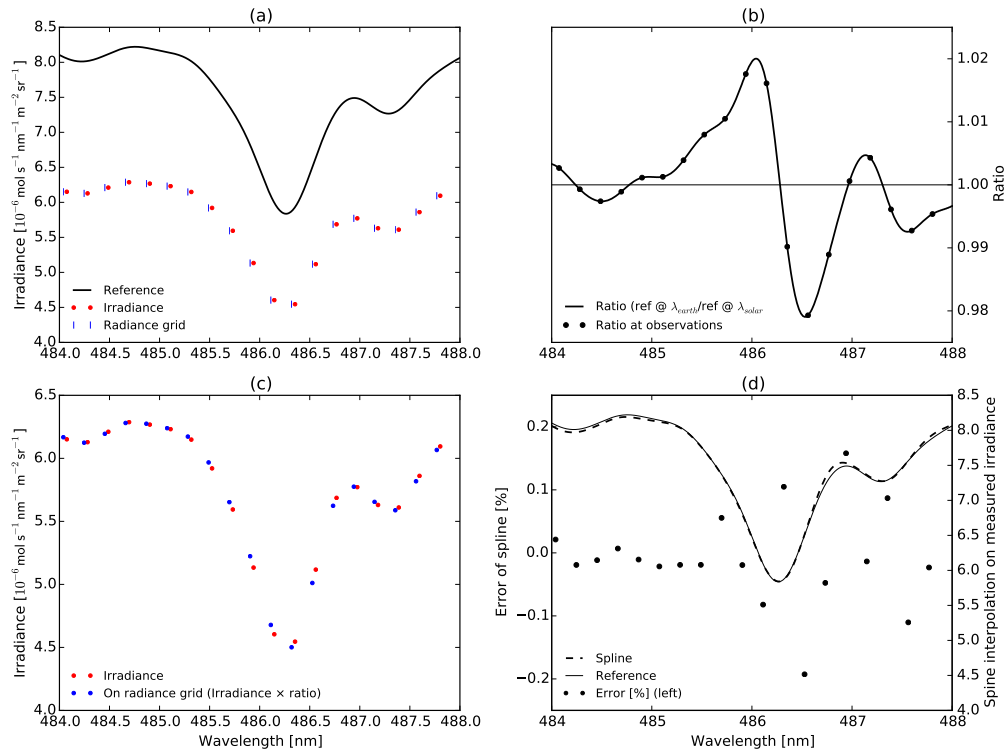 (a)
8.5
8.0
7.5
7.0
6.5
6.0
5.5
5.0
4.5
4.0
Irradiance [10⁻⁶ mol s⁻¹ nm⁻¹ m⁻² sr⁻¹]
Reference
Irradiance
Radiance grid
484.0 484.5 485.0 485.5 486.0 486.5 487.0 487.5 488.0
(b)
1.02
1.01
1.00
0.99
0.98
Ratio
Ratio (ref @ λearth/ref @ λsolar
Ratio at observations
484 485 486 487 488
(c)
6.5
6.0
5.5
5.0
4.5
4.0
Irradiance [10⁻⁶ mol s⁻¹ nm⁻¹ m⁻² sr⁻¹]
Irradiance
On radiance grid (Irradiance × ratio)
484.0 484.5 485.0 485.5 486.0 486.5 487.0 487.5 488.0
Wavelength [nm]
(d)
0.2
0.1
0.0
−0.1
−0.2
Error of spline [%]
Spline
Reference
Error [%] (left)
8.5
8.0
7.5
7.0
6.5
6.0
5.5
5.0
4.5
4.0
Spine interpolation on measured irradiance
484 485 486 487 488
Wavelength [nm]